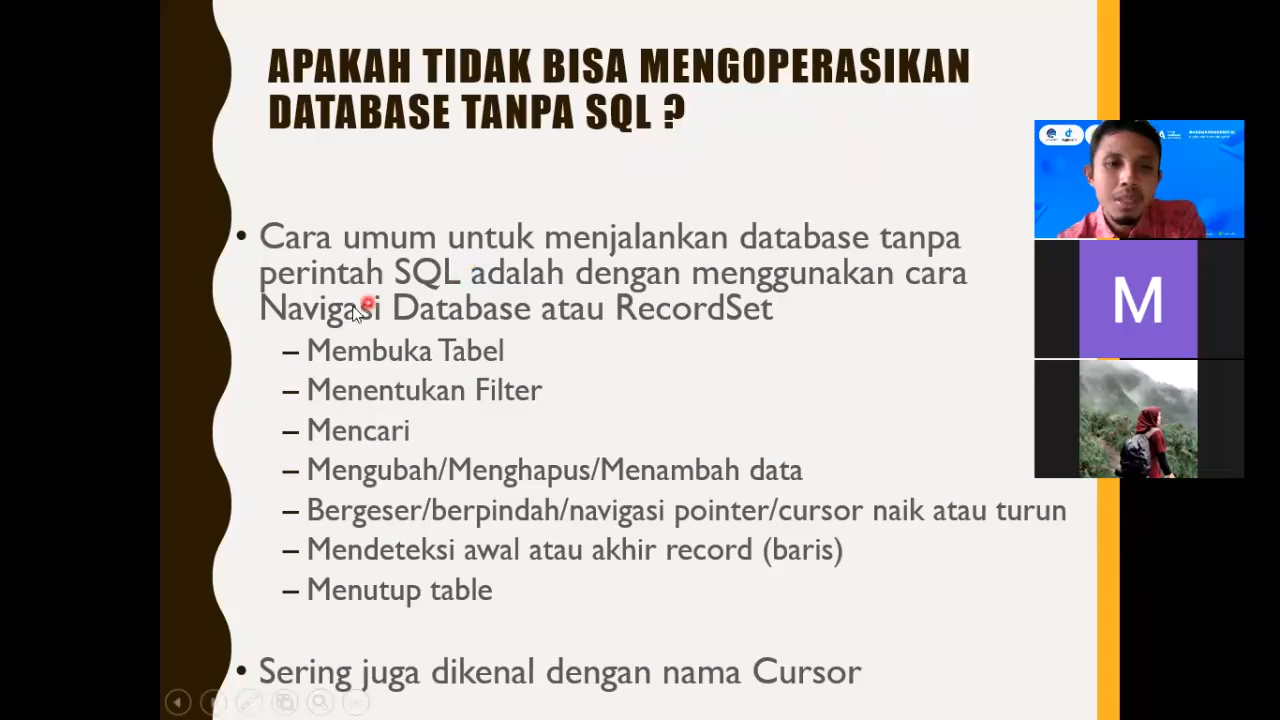 APAKAH TIDAK BISA MENGOPERASIKAN
DATABASE TANPA SQL ?
• Cara umum untuk menjalankan database tanpa
perintah SQL adalah dengan menggunakan cara
Navigasi Database atau RecordSet
– Membuka Tabel
– Menentukan Filter
– Mencari
– Mengubah/Menghapus/Menambah data
– Bergeser/berpindah/navigasi pointer/cursor naik atau turun
– Mendeteksi awal atau akhir record (baris)
– Menutup table
• Sering juga dikenal dengan nama Cursor
M